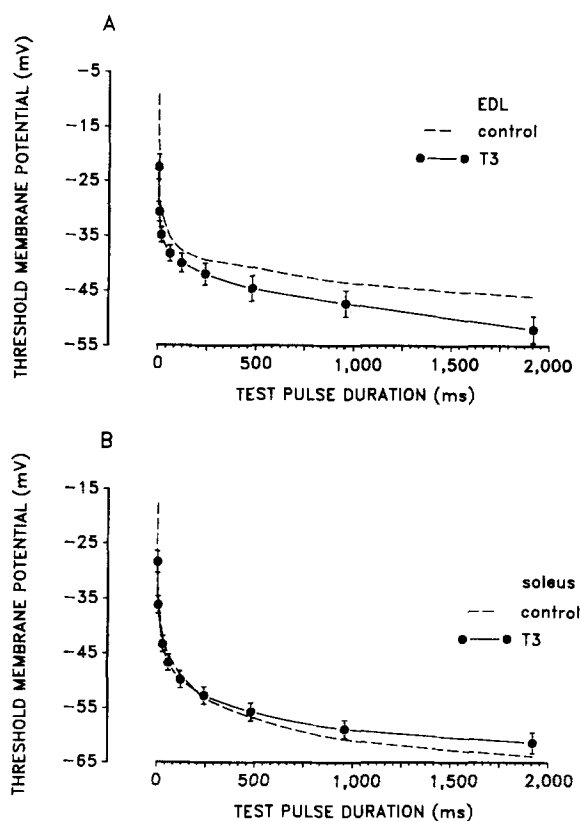 A
THRESHOLD MEMBRANE POTENTIAL (mV)
−5
−15
−25
−35
−45
−55
EDL
control
T3
0
500
1,000
1,500
2,000
TEST PULSE DURATION (ms)
B
THRESHOLD MEMBRANE POTENTIAL (mV)
−15
−25
−35
−45
−55
−65
soleus
control
T3
0
500
1,000
1,500
2,000
TEST PULSE DURATION (ms)